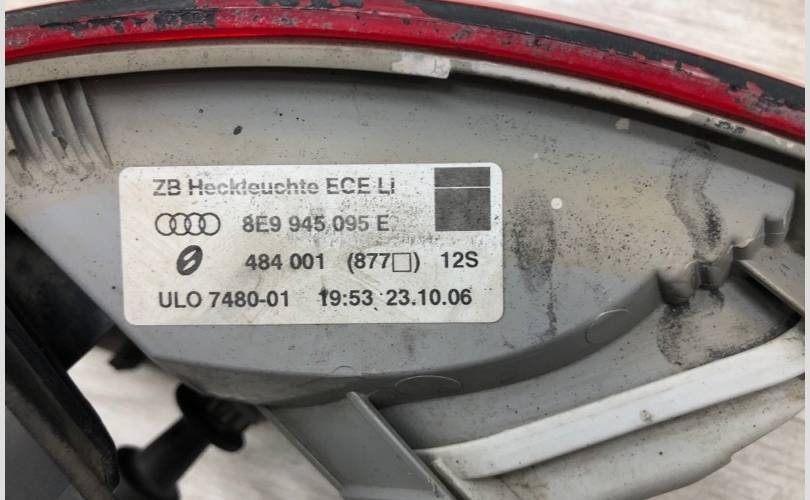 ZB Heckleuchte ECE Li
8E9 945 095 E
484 001 (877□) 12S
ULO 7480-01 19:53 23.10.06